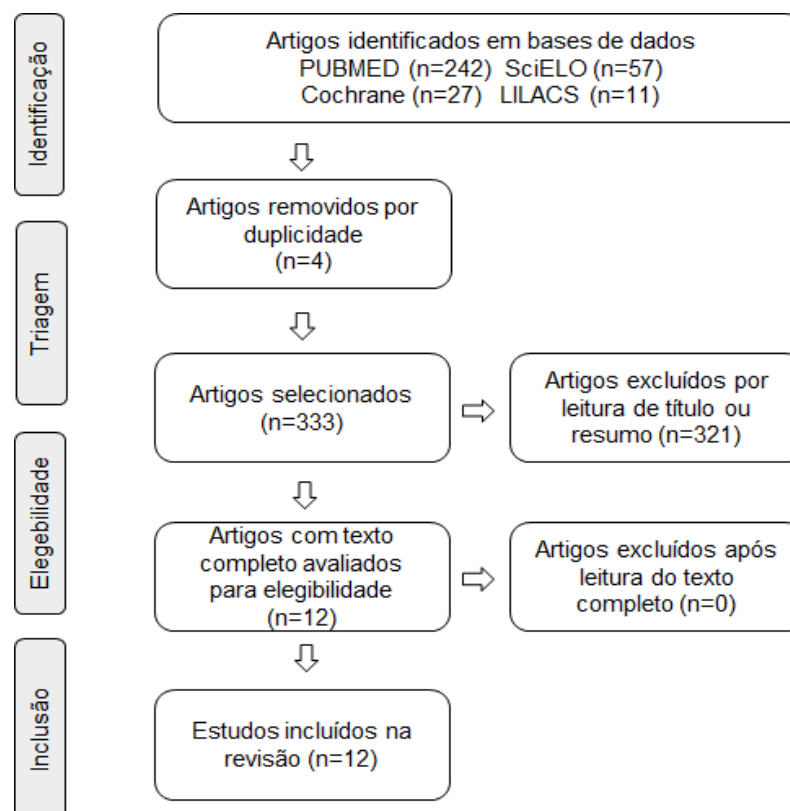 Identificação
Artigos identificados em bases de dados
PUBMED (n=242) SciELO (n=57)
Cochrane (n=27) LILACS (n=11)
Triagem
Artigos removidos por
duplicidade
(n=4)
Artigos selecionados
(n=333)
Artigos excluídos por
leitura de título ou
resumo (n=321)
Elegebilidade
Artigos com texto
completo avaliados
para elegibilidade
(n=12)
Artigos excluídos após
leitura do texto
completo (n=0)
Inclusão
Estudos incluídos na
revisão (n=12)